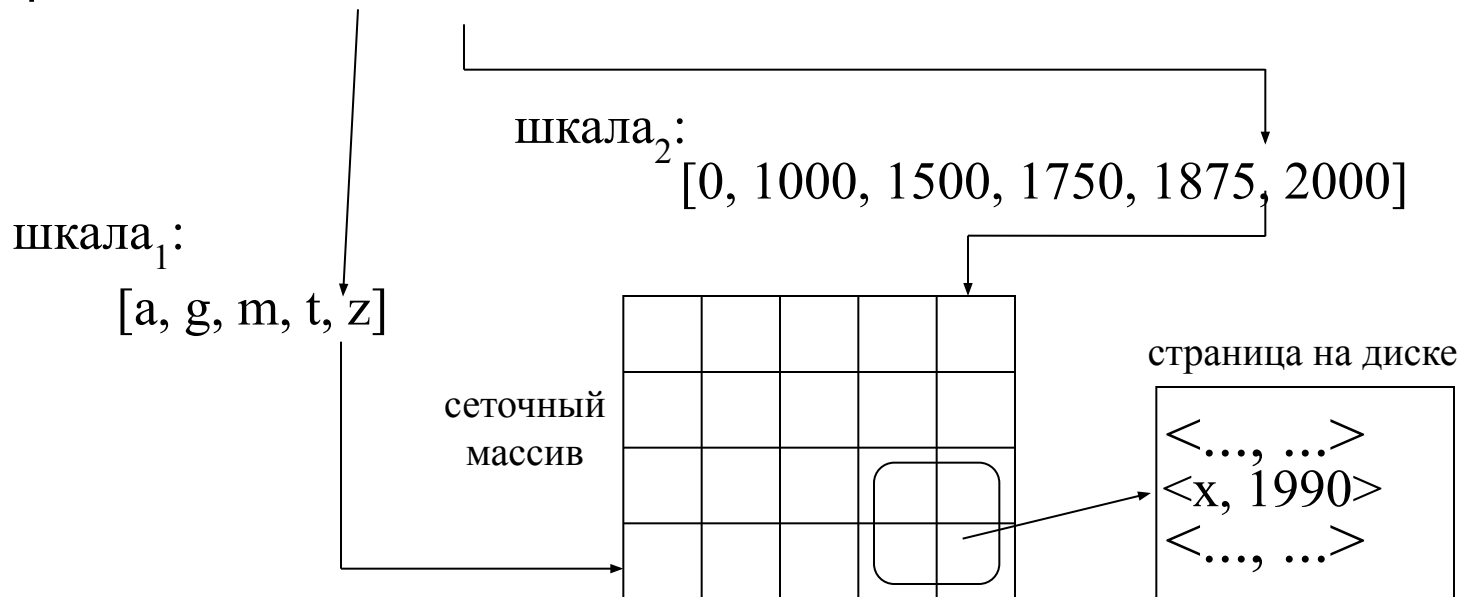 шкала₂:
[0, 1000, 1500, 1750, 1875, 2000]
шкала₁:
[a, g, m, t, z]
сеточный
массив
страница на диске
<..., ...>
<x, 1990>
<..., ...>